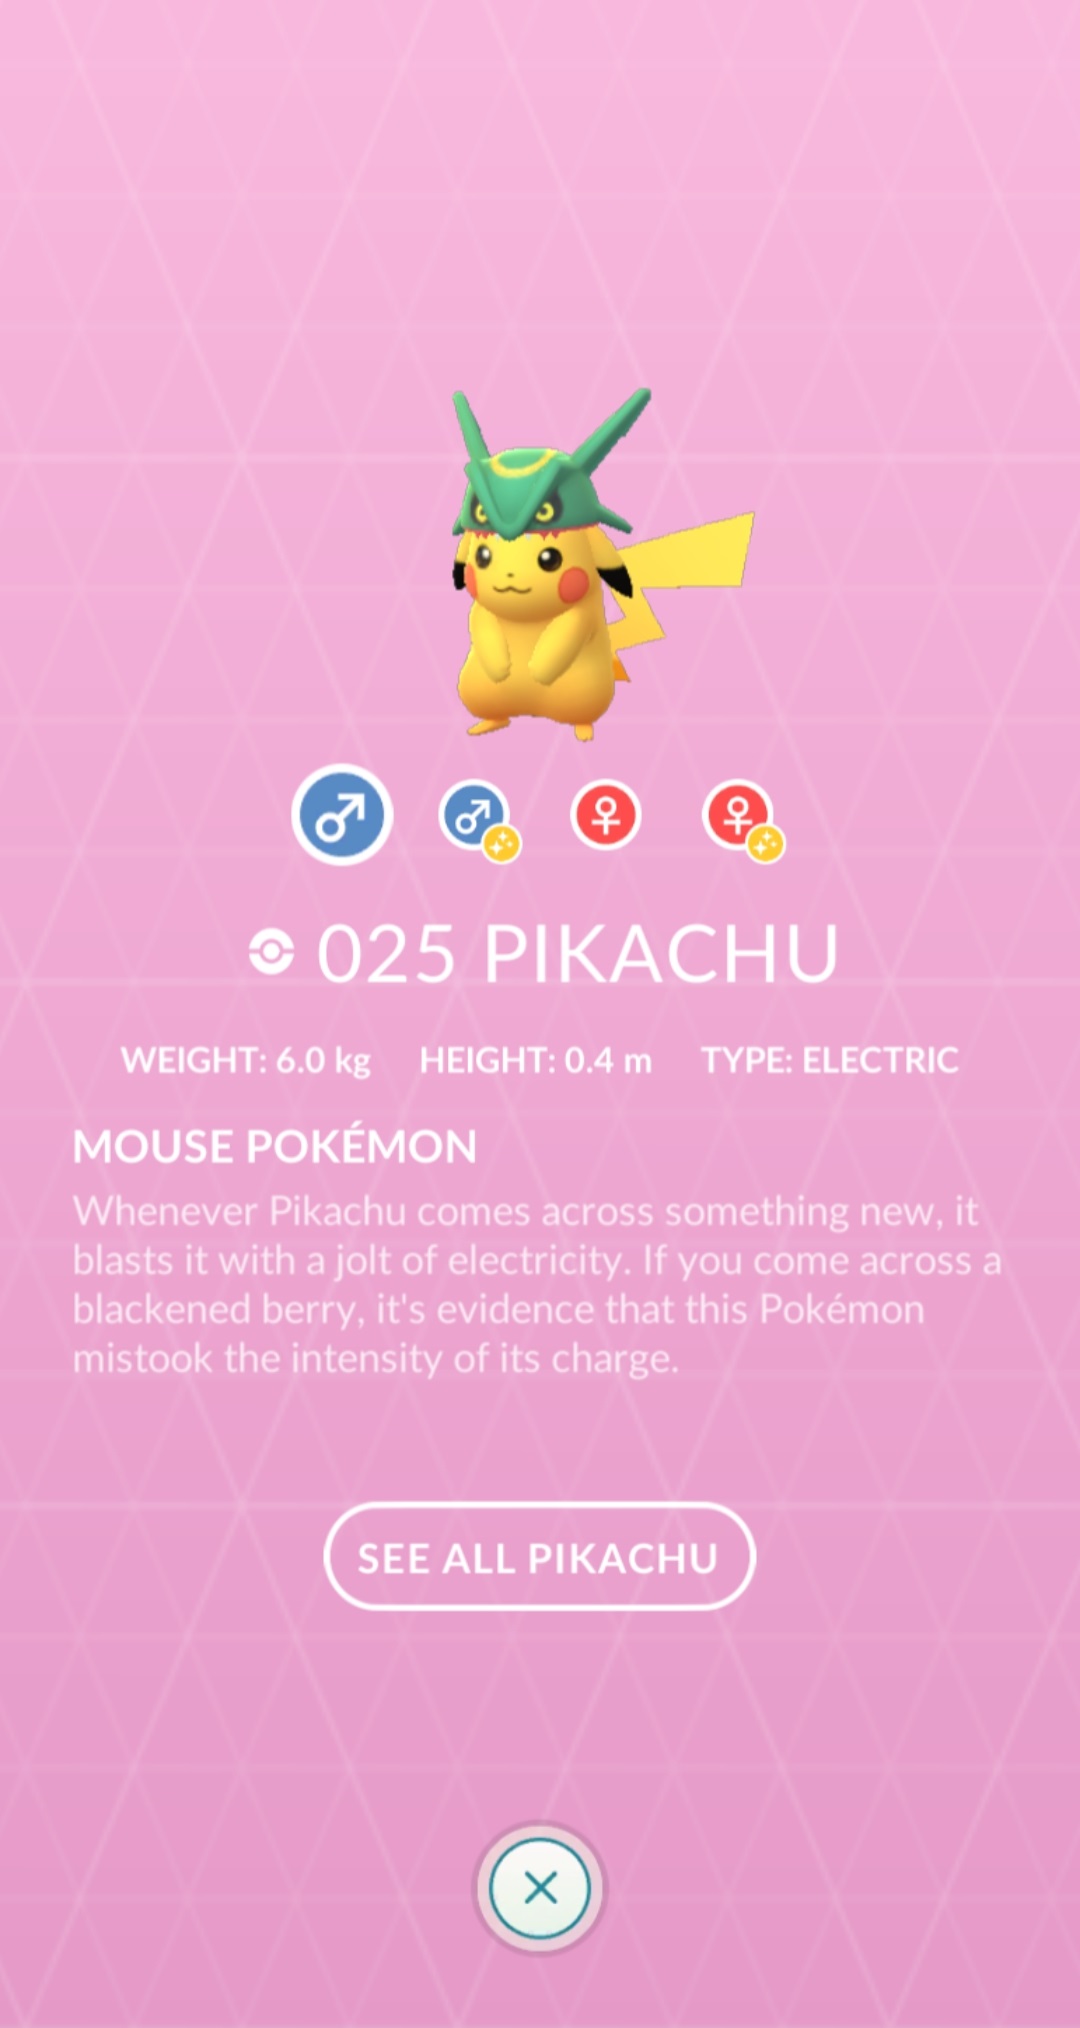 025 PIKACHU
WEIGHT: 6.0 kg HEIGHT: 0.4 m TYPE: ELECTRIC
MOUSE POKÉMON
Whenever Pikachu comes across something new, it
blasts it with a jolt of electricity. If you come across a
blackened berry, it's evidence that this Pokémon
mistook the intensity of its charge.
SEE ALL PIKACHU